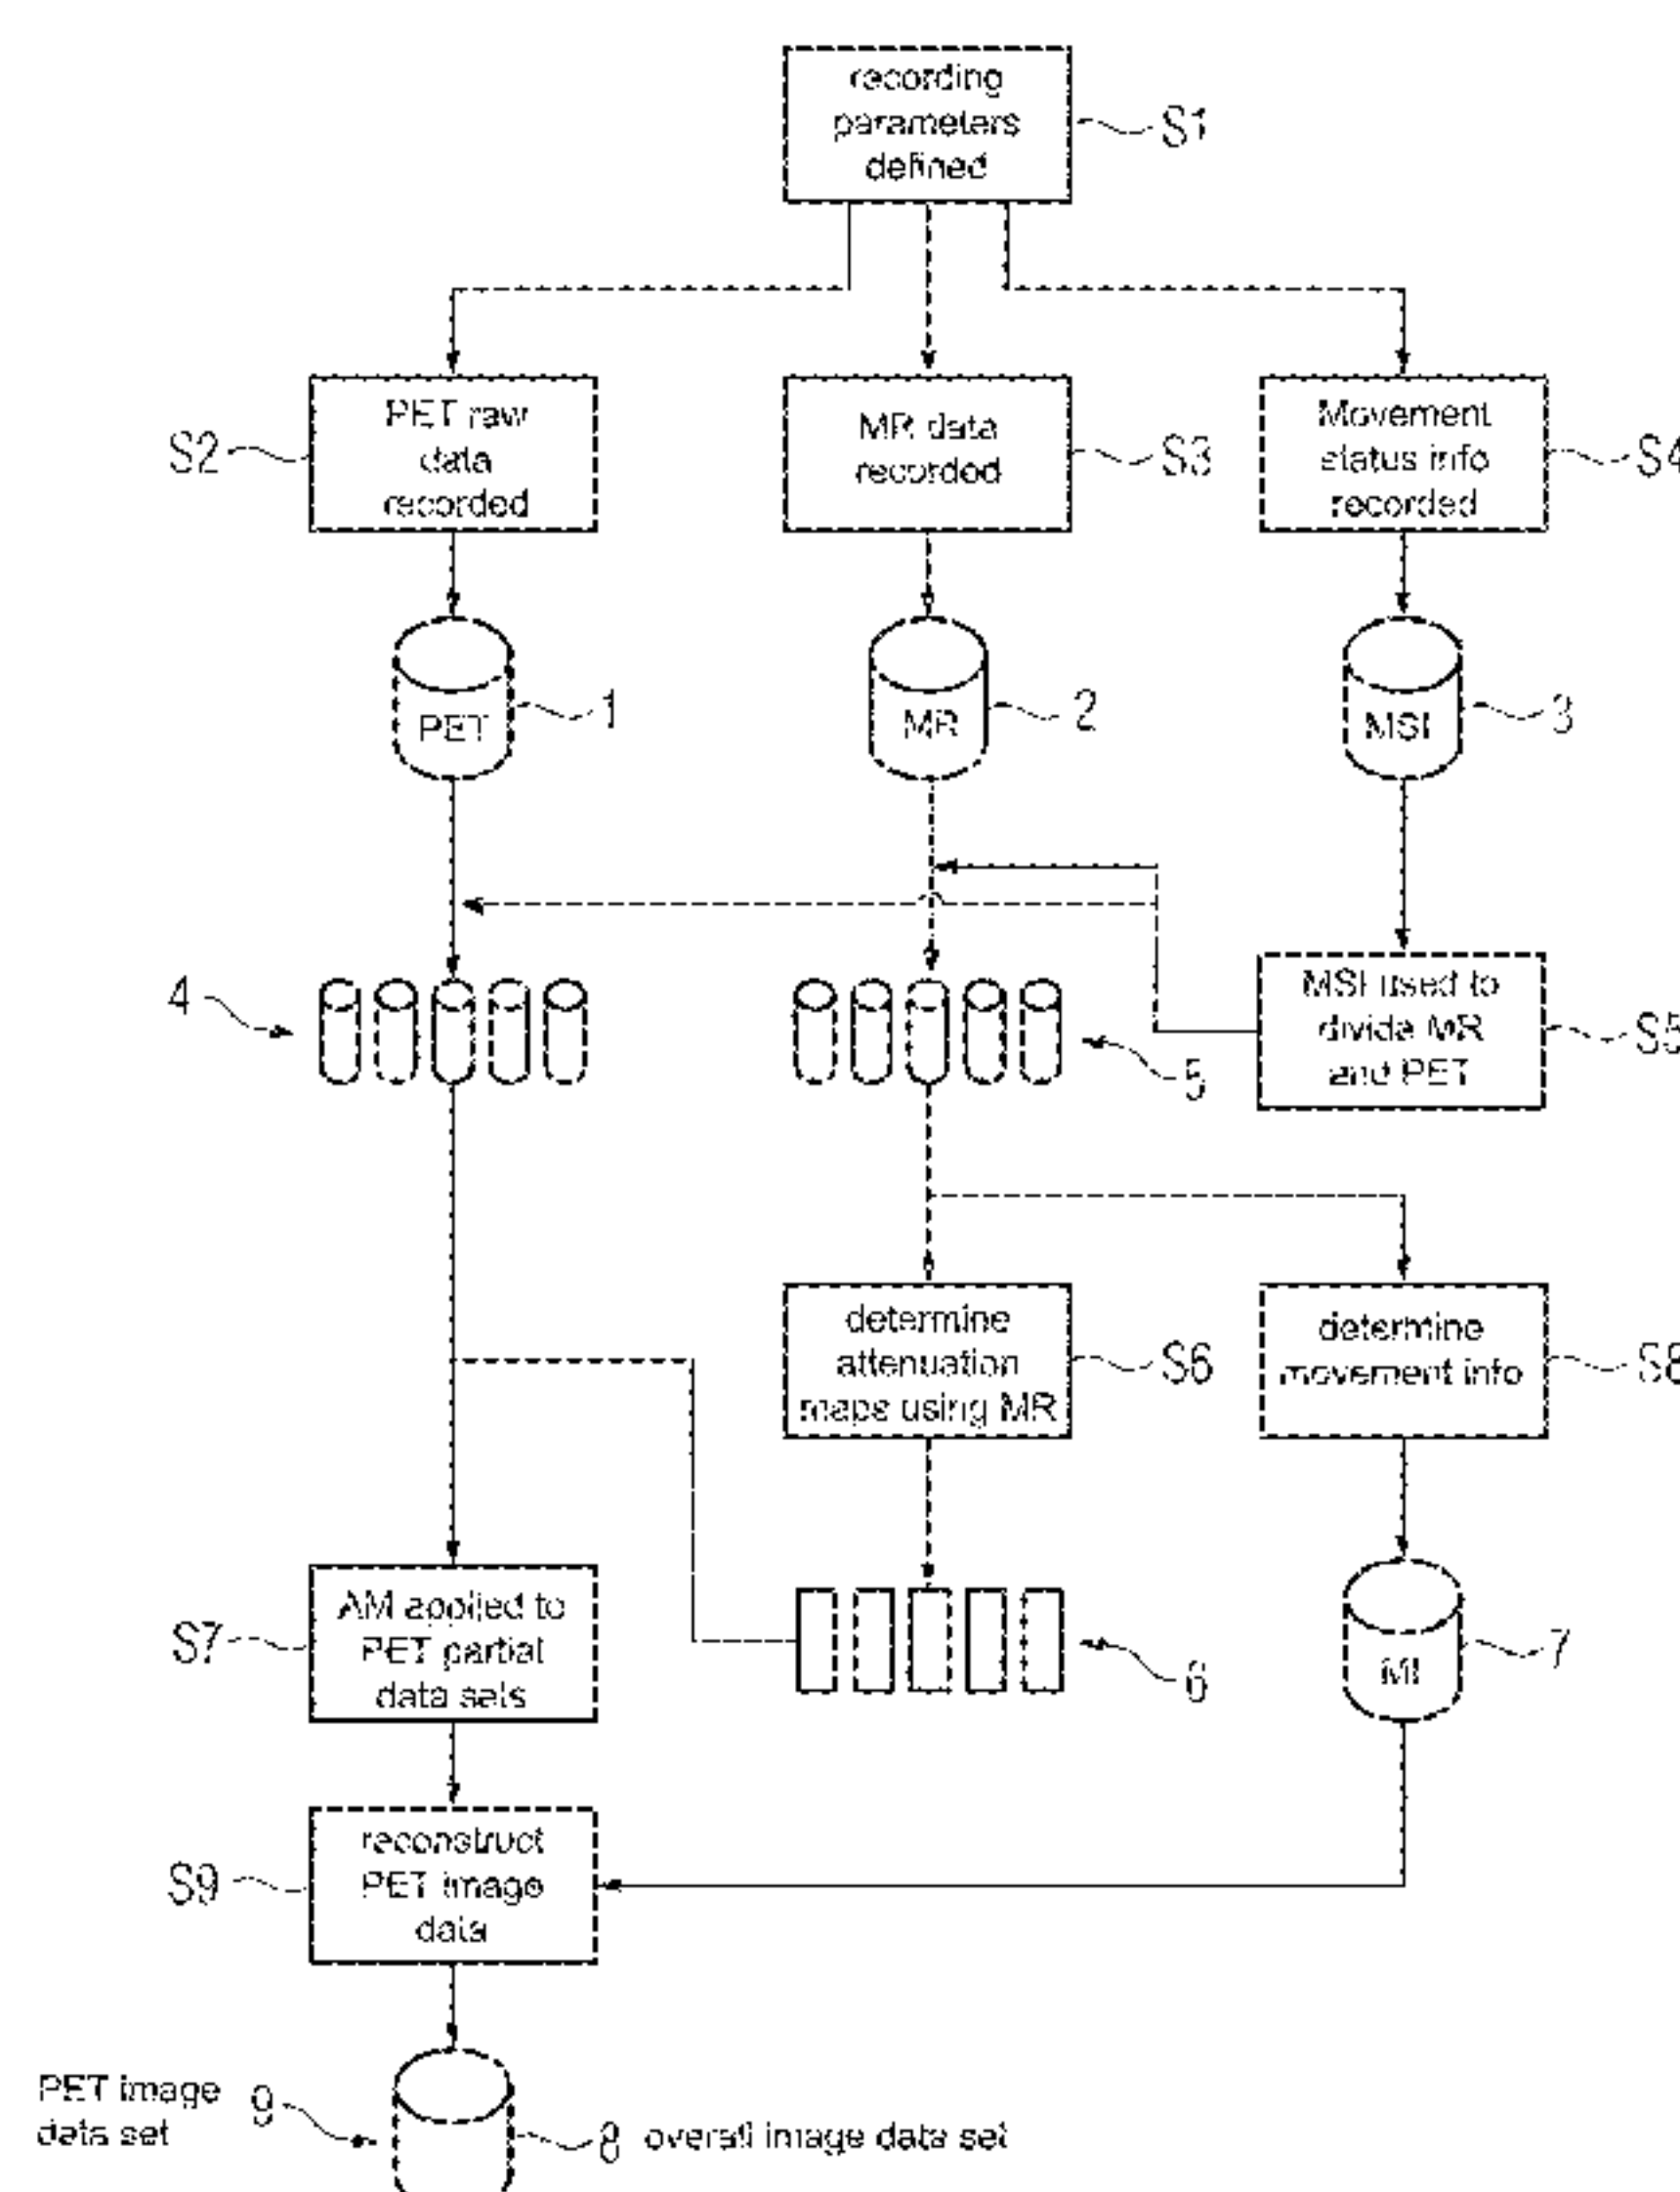 recording
parameters
defined
S1
PET raw
data
recorded
S2
MR data
recorded
S3
Movement
status info
recorded
S4
PET
1
MR
2
MSI
3
4
5
MSI used to
divide MR
and PET
S5
determine
attenuation
maps using MR
S6
determine
movement info
S8
AM applied to
PET partial
data sets
S7
6
MI
7
reconstruct
PET image
data
S9
PET image
data set
9
8 overall image data set